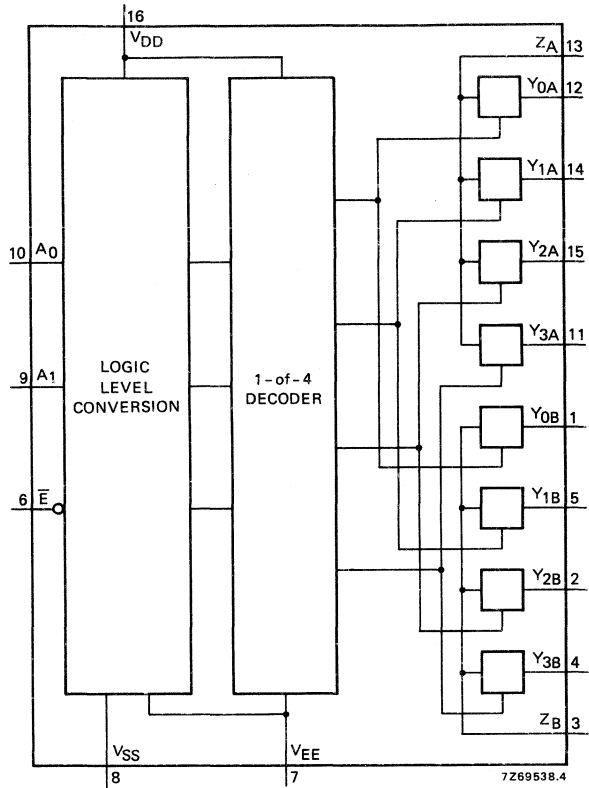 16
VDD
ZA 13
Y0A 12
Y1A 14
Y2A 15
Y3A 11
Y0B 1
Y1B 5
Y2B 2
Y3B 4
ZB 3
10 A0
9 A1
6 E̅
LOGIC
LEVEL
CONVERSION
1-of-4
DECODER
VSS
8
VEE
7
7Z69538.4